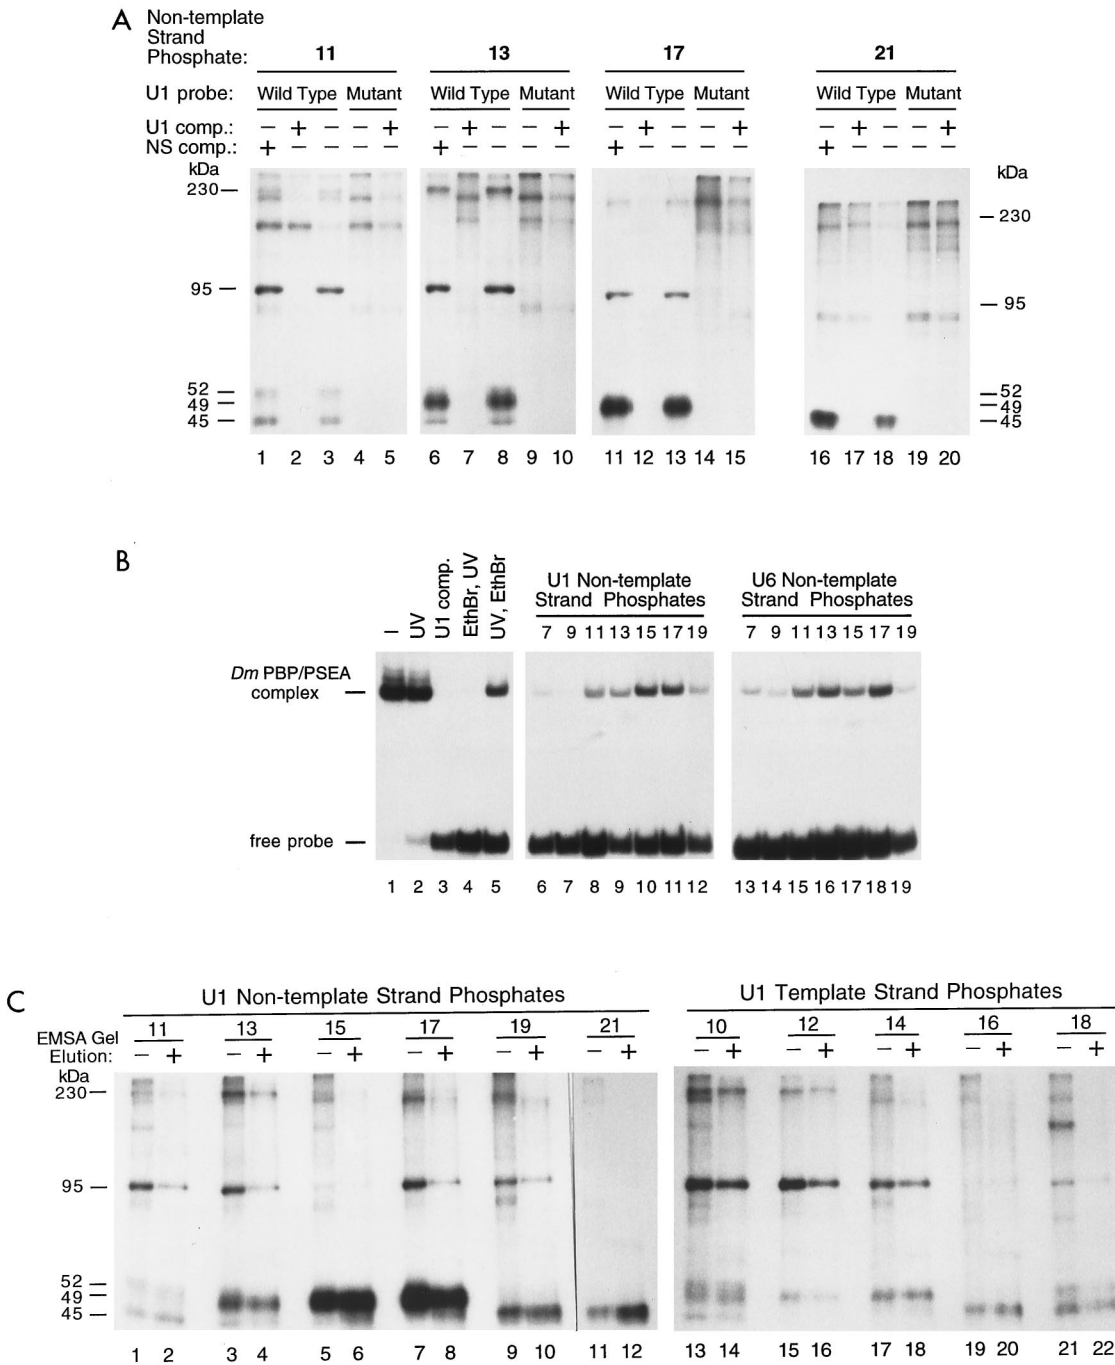 A
Non-template
Strand
Phosphate: 11 13 17 21
U1 probe: Wild Type Mutant Wild Type Mutant Wild Type Mutant Wild Type Mutant
U1 comp.: − + − − + − + − − + − + − − + − + − − +
NS comp.: + − − − − + − − − − + − − − − + − − − −
kDa kDa
230 230
95 95
52 52
49 49
45 45
1 2 3 4 5 6 7 8 9 10 11 12 13 14 15 16 17 18 19 20
B
− UV U1 comp. EthBr, UV UV, EthBr
U1 Non-template U6 Non-template
Strand Phosphates Strand Phosphates
7 9 11 13 15 17 19 7 9 11 13 15 17 19
Dm PBP/PSEA
complex
free probe
1 2 3 4 5 6 7 8 9 10 11 12 13 14 15 16 17 18 19
C
U1 Non-template Strand Phosphates U1 Template Strand Phosphates
11 13 15 17 19 21 10 12 14 16 18
EMSA Gel
Elution: − + − + − + − + − + − + − + − + − + − + − +
kDa
230
95
52
49
45
1 2 3 4 5 6 7 8 9 10 11 12 13 14 15 16 17 18 19 20 21 22